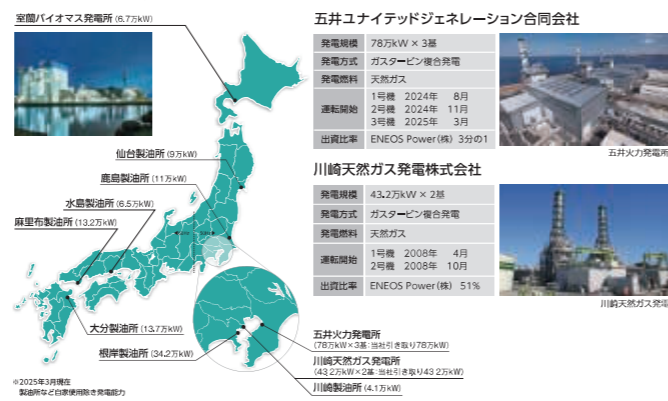 室蘭バイオマス発電所(6.7万kW)
仙台製油所(9万kW)
鹿島製油所(11万kW)
水島製油所(6.5万kW)
麻里布製油所(13.2万kW)
大分製油所(13.7万kW)
根岸製油所(34.2万kW)
五井火力発電所
(78万kW×3基:当社引き取り78万kW)
川崎天然ガス発電所
(43.2万kW×2基:当社引き取り43.2万kW)
川崎製油所(4.1万kW)
※2025年3月現在
製油所など自家使用除き発電能力
五井ユナイテッドジェネレーション合同会社
発電規模 78万kW × 3基
発電方式 ガスタービン複合発電
発電燃料 天然ガス
運転開始 1号機 2024年 8月
2号機 2024年 11月
3号機 2025年 3月
出資比率 ENEOS Power(株) 3分の1
五井火力発電所
川崎天然ガス発電株式会社
発電規模 43.2万kW × 2基
発電方式 ガスタービン複合発電
発電燃料 天然ガス
運転開始 1号機 2008年 4月
2号機 2008年 10月
出資比率 ENEOS Power(株) 51%
川崎天然ガス発電